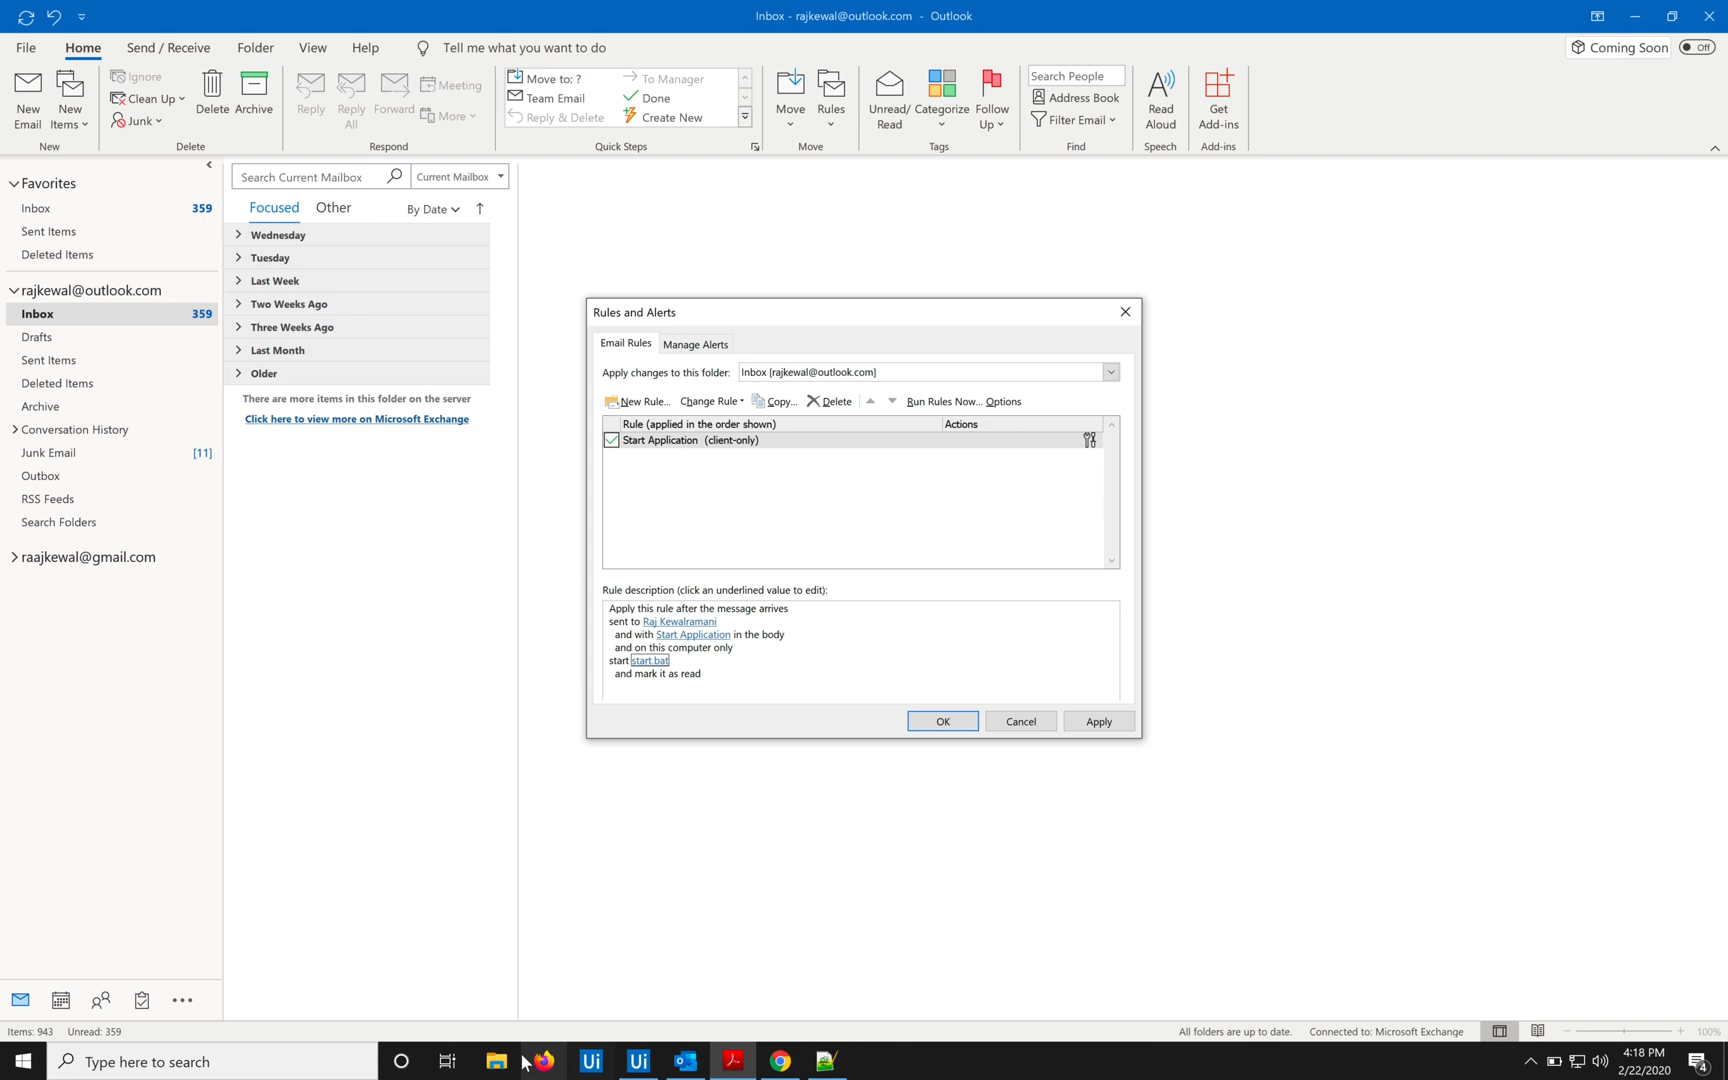 Inbox - rajkewal@outlook.com - Outlook
File Home Send / Receive Folder View Help Tell me what you want to do Coming Soon Off
New Email
New Items
New
Ignore
Clean Up
Junk
Delete
Archive
Delete
Reply
Reply All
Forward
Meeting
More
Respond
Move to: ?
Team Email
Reply & Delete
To Manager
Done
Create New
Quick Steps
Move
Rules
Move
Unread/ Read
Categorize
Follow Up
Tags
Search People
Address Book
Filter Email
Find
Read Aloud
Speech
Get Add-ins
Add-ins
Favorites
Inbox 359
Sent Items
Deleted Items
rajkewal@outlook.com
Inbox 359
Drafts
Sent Items
Deleted Items
Archive
Conversation History
Junk Email [11]
Outbox
RSS Feeds
Search Folders
raajkewal@gmail.com
Search Current Mailbox Current Mailbox
Focused Other By Date
Wednesday
Tuesday
Last Week
Two Weeks Ago
Three Weeks Ago
Last Month
Older
There are more items in this folder on the server
Click here to view more on Microsoft Exchange
Rules and Alerts
Email Rules Manage Alerts
Apply changes to this folder: Inbox [rajkewal@outlook.com]
New Rule... Change Rule Copy... Delete Run Rules Now... Options
Rule (applied in the order shown) Actions
Start Application (client-only)
Rule description (click an underlined value to edit):
Apply this rule after the message arrives
sent to Raj Kewalramani
and with Start Application in the body
and on this computer only
start start.bat
and mark it as read
OK Cancel Apply
Items: 943 Unread: 359 All folders are up to date. Connected to: Microsoft Exchange 100%
Type here to search
Ui
Ui
4:18 PM
2/22/2020
4